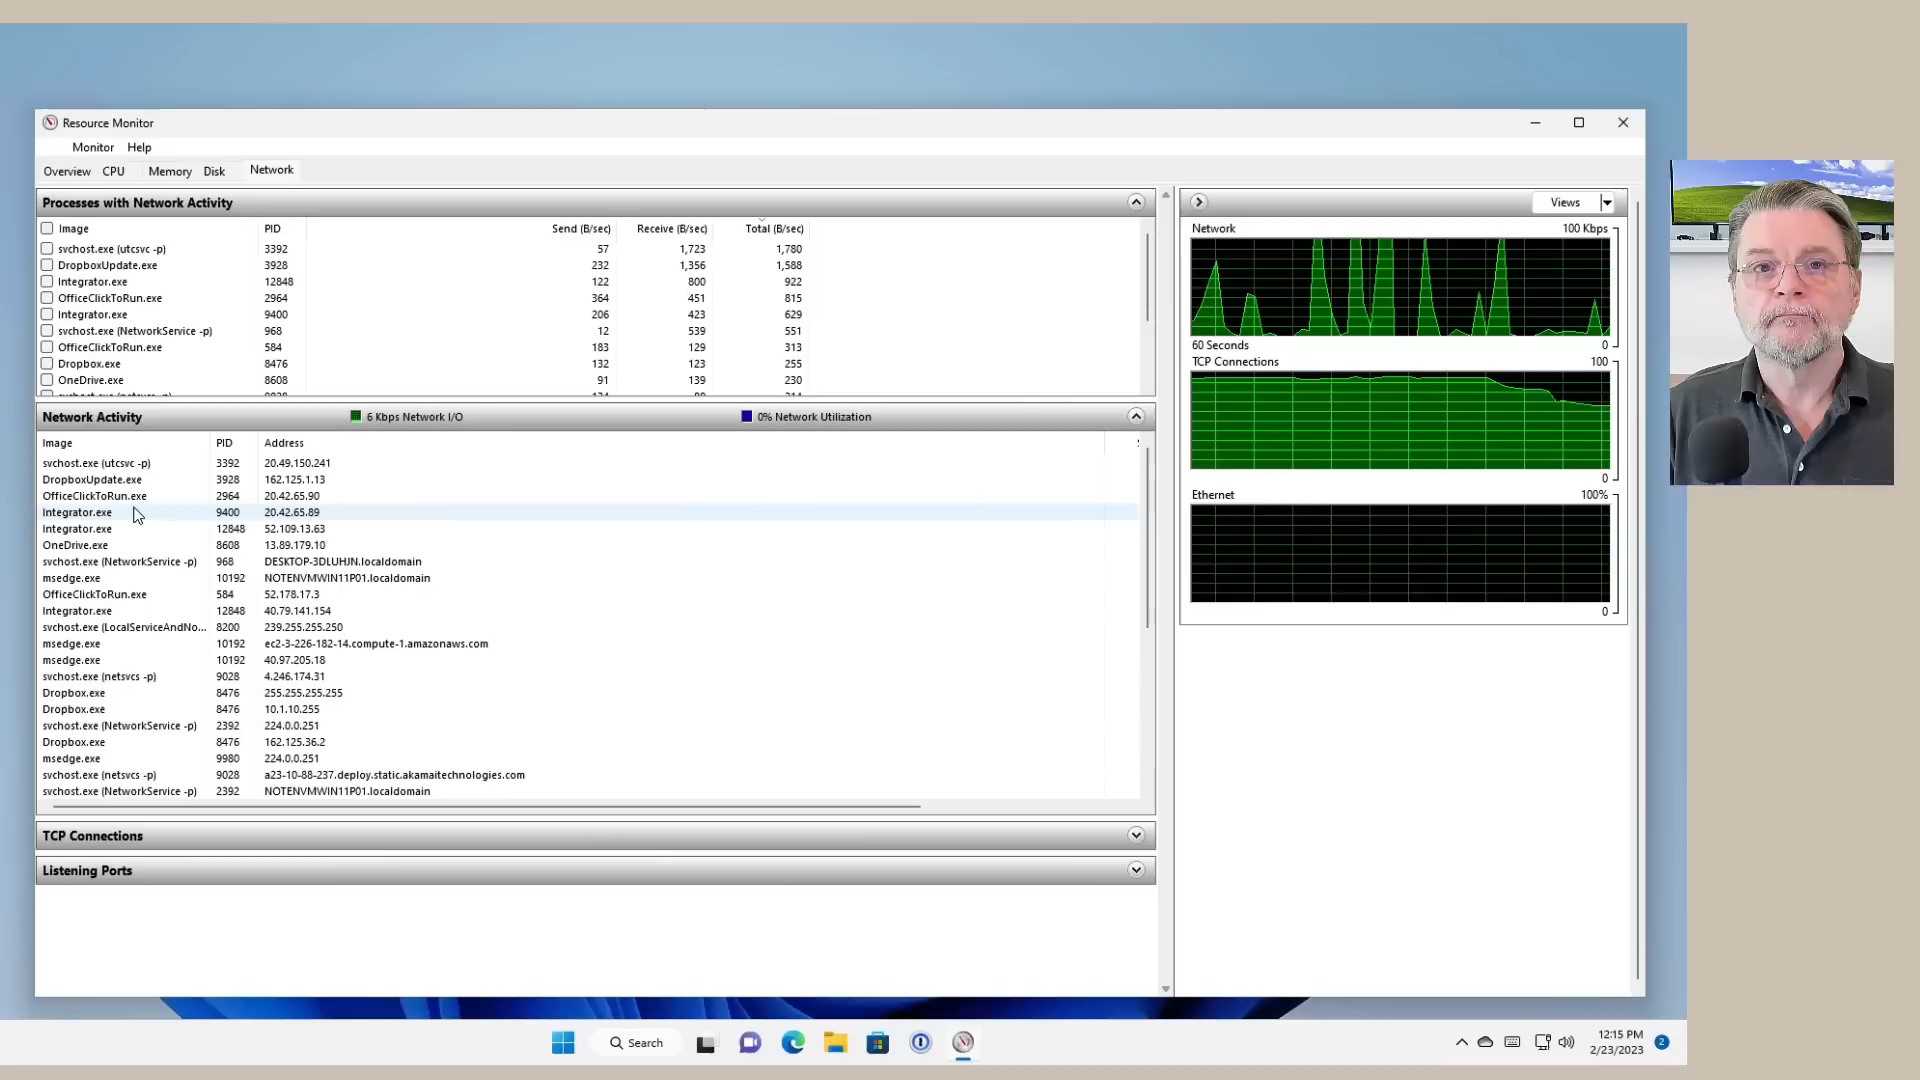 Resource Monitor
Monitor Help
Overview CPU Memory Disk Network
Processes with Network Activity
Image PID Send (B/sec) Receive (B/sec) Total (B/sec)
svchost.exe (utcsvc -p) 3392 57 1,723 1,780
DropboxUpdate.exe 3928 232 1,356 1,588
Integrator.exe 12848 122 800 922
OfficeClickToRun.exe 2964 364 451 815
Integrator.exe 9400 206 423 629
svchost.exe (NetworkService -p) 968 12 539 551
OfficeClickToRun.exe 584 183 129 313
Dropbox.exe 8476 132 123 255
OneDrive.exe 8608 91 139 230
Network Activity 6 Kbps Network I/O 0% Network Utilization
Image PID Address
svchost.exe (utcsvc -p) 3392 20.49.150.241
DropboxUpdate.exe 3928 162.125.1.13
OfficeClickToRun.exe 2964 20.42.65.90
Integrator.exe 9400 20.42.65.89
Integrator.exe 12848 52.109.13.63
OneDrive.exe 8608 13.89.179.10
svchost.exe (NetworkService -p) 968 DESKTOP-3DLUHJN.localdomain
msedge.exe 10192 NOTENVMWIN11P01.localdomain
OfficeClickToRun.exe 584 52.178.17.3
Integrator.exe 12848 40.79.141.154
svchost.exe (LocalServiceAndNo... 8200 239.255.255.250
msedge.exe 10192 ec2-3-226-182-14.compute-1.amazonaws.com
msedge.exe 10192 40.97.205.18
svchost.exe (netsvcs -p) 9028 4.246.174.31
Dropbox.exe 8476 255.255.255.255
Dropbox.exe 8476 10.1.10.255
svchost.exe (NetworkService -p) 2392 224.0.0.251
Dropbox.exe 8476 162.125.36.2
msedge.exe 9980 224.0.0.251
svchost.exe (netsvcs -p) 9028 a23-10-88-237.deploy.static.akamaitechnologies.com
svchost.exe (NetworkService -p) 2392 NOTENVMWIN11P01.localdomain
TCP Connections
Listening Ports
Views
Network 100 Kbps
60 Seconds 0
TCP Connections 100
0
Ethernet 100%
0
Search
12:15 PM
2/23/2023
2